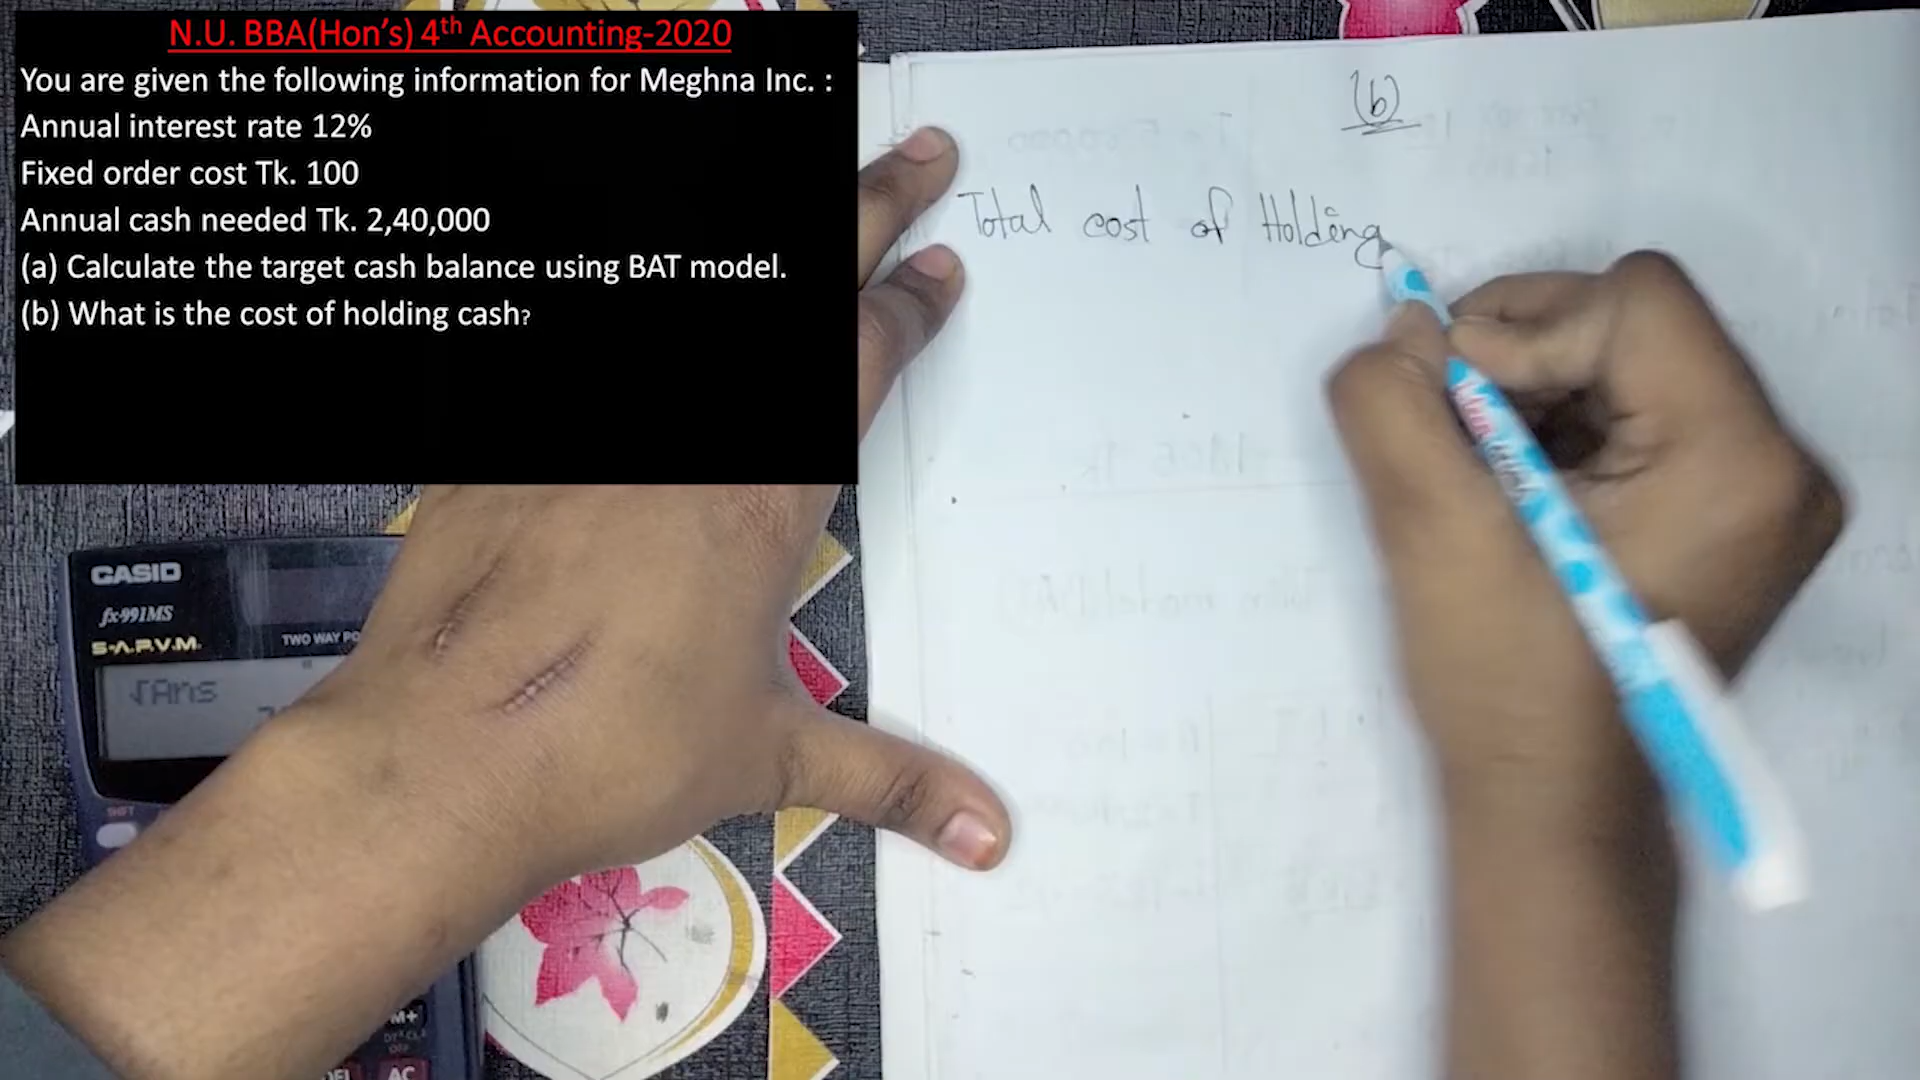 N.U. BBA(Hon's) 4th Accounting-2020
You are given the following information for Meghna Inc. :
Annual interest rate 12%
Fixed order cost Tk. 100
Annual cash needed Tk. 2,40,000
(a) Calculate the target cash balance using BAT model.
(b) What is the cost of holding cash?
(b)
Total cost of Holding
CASIO
fx-991MS
S-V.P.A.M.
TWO WAY PO
√Ans
SHIFT
M+
OFF
DEL AC